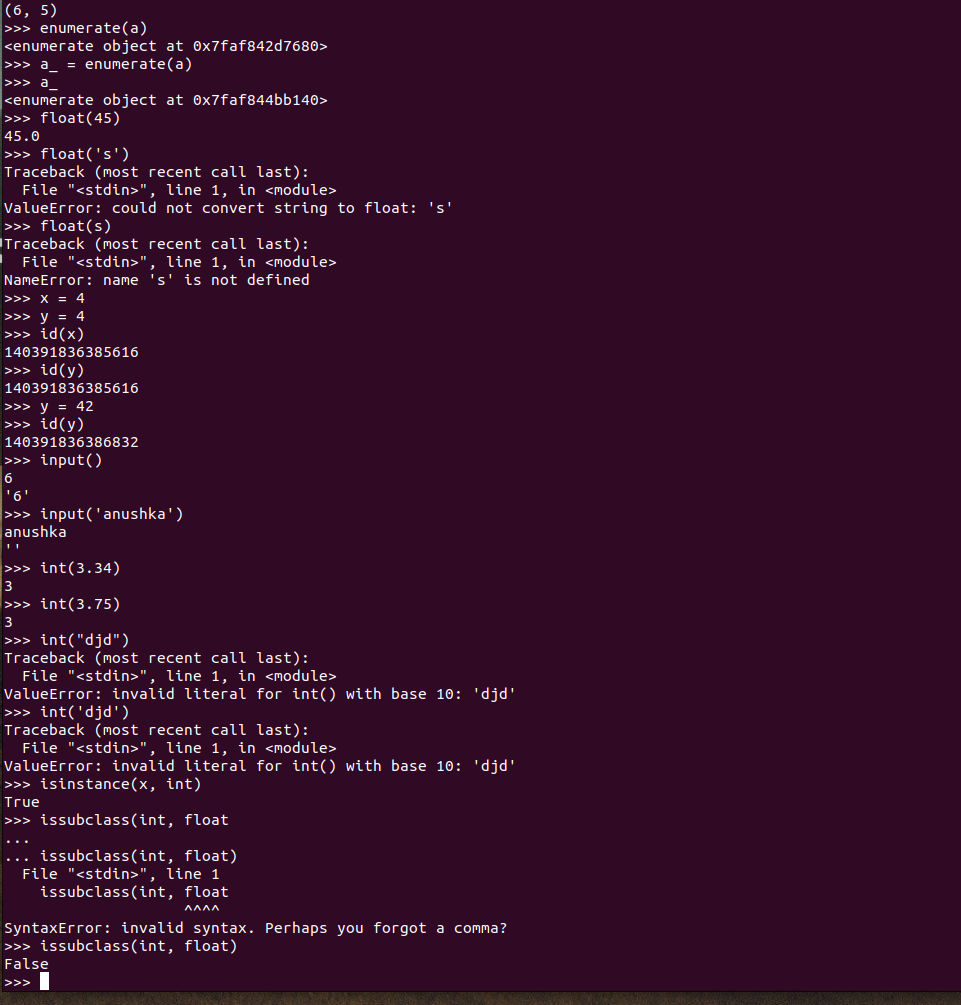 (6, 5)
>>> enumerate(a)
<enumerate object at 0x7faf842d7680>
>>> a_ = enumerate(a)
>>> a_
<enumerate object at 0x7faf844bb140>
>>> float(45)
45.0
>>> float('s')
Traceback (most recent call last):
  File "<stdin>", line 1, in <module>
ValueError: could not convert string to float: 's'
>>> float(s)
Traceback (most recent call last):
  File "<stdin>", line 1, in <module>
NameError: name 's' is not defined
>>> x = 4
>>> y = 4
>>> id(x)
140391836385616
>>> id(y)
140391836385616
>>> y = 42
>>> id(y)
140391836386832
>>> input()
6
'6'
>>> input('anushka')
anushka
''
>>> int(3.34)
3
>>> int(3.75)
3
>>> int("djd")
Traceback (most recent call last):
  File "<stdin>", line 1, in <module>
ValueError: invalid literal for int() with base 10: 'djd'
>>> int('djd')
Traceback (most recent call last):
  File "<stdin>", line 1, in <module>
ValueError: invalid literal for int() with base 10: 'djd'
>>> isinstance(x, int)
True
>>> issubclass(int, float
...
... issubclass(int, float)
  File "<stdin>", line 1
    issubclass(int, float
                    ^^^^
SyntaxError: invalid syntax. Perhaps you forgot a comma?
>>> issubclass(int, float)
False
>>>